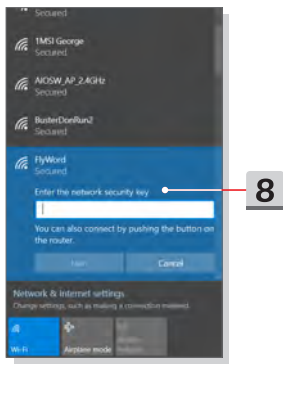 Secured
1MSI George
Secured
AIOSW_AP_2.4GHz
Secured
BusterDonRun2
Secured
FlyWord
Secured
Enter the network security key
8
You can also connect by pushing the button on
the router.
Next
Cancel
Network & Internet settings
Change settings, such as making a connection metered.
Wi-Fi
Airplane mode